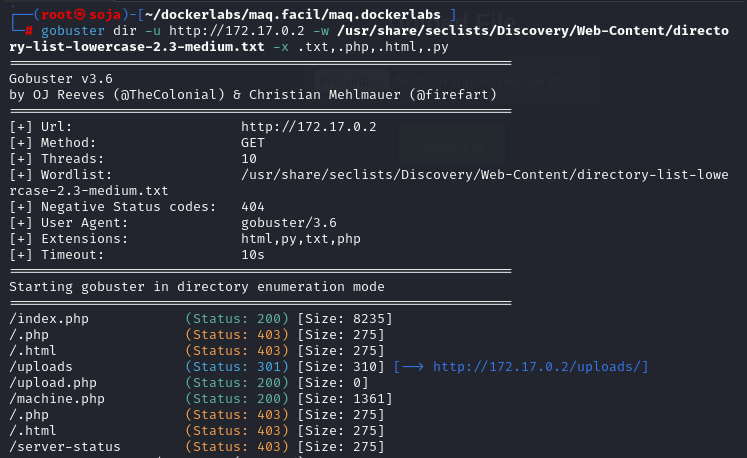 ┌──(root㉿soja)-[~/dockerlabs/maq.facil/maq.dockerlabs ]
└─# gobuster dir -u http://172.17.0.2 -w /usr/share/seclists/Discovery/Web-Content/directo
ry-list-lowercase-2.3-medium.txt -x .txt,.php,.html,.py
===============================================================
Gobuster v3.6
by OJ Reeves (@TheColonial) & Christian Mehlmauer (@firefart)
===============================================================
[+] Url:                     http://172.17.0.2
[+] Method:                  GET
[+] Threads:                 10
[+] Wordlist:                /usr/share/seclists/Discovery/Web-Content/directory-list-lowe
rcase-2.3-medium.txt
[+] Negative Status codes:   404
[+] User Agent:              gobuster/3.6
[+] Extensions:              html,py,txt,php
[+] Timeout:                 10s
===============================================================
Starting gobuster in directory enumeration mode
===============================================================
/index.php            (Status: 200) [Size: 8235]
/.php                 (Status: 403) [Size: 275]
/.html                (Status: 403) [Size: 275]
/uploads              (Status: 301) [Size: 310] [--> http://172.17.0.2/uploads/]
/upload.php           (Status: 200) [Size: 0]
/machine.php          (Status: 200) [Size: 1361]
/.php                 (Status: 403) [Size: 275]
/.html                (Status: 403) [Size: 275]
/server-status        (Status: 403) [Size: 275]